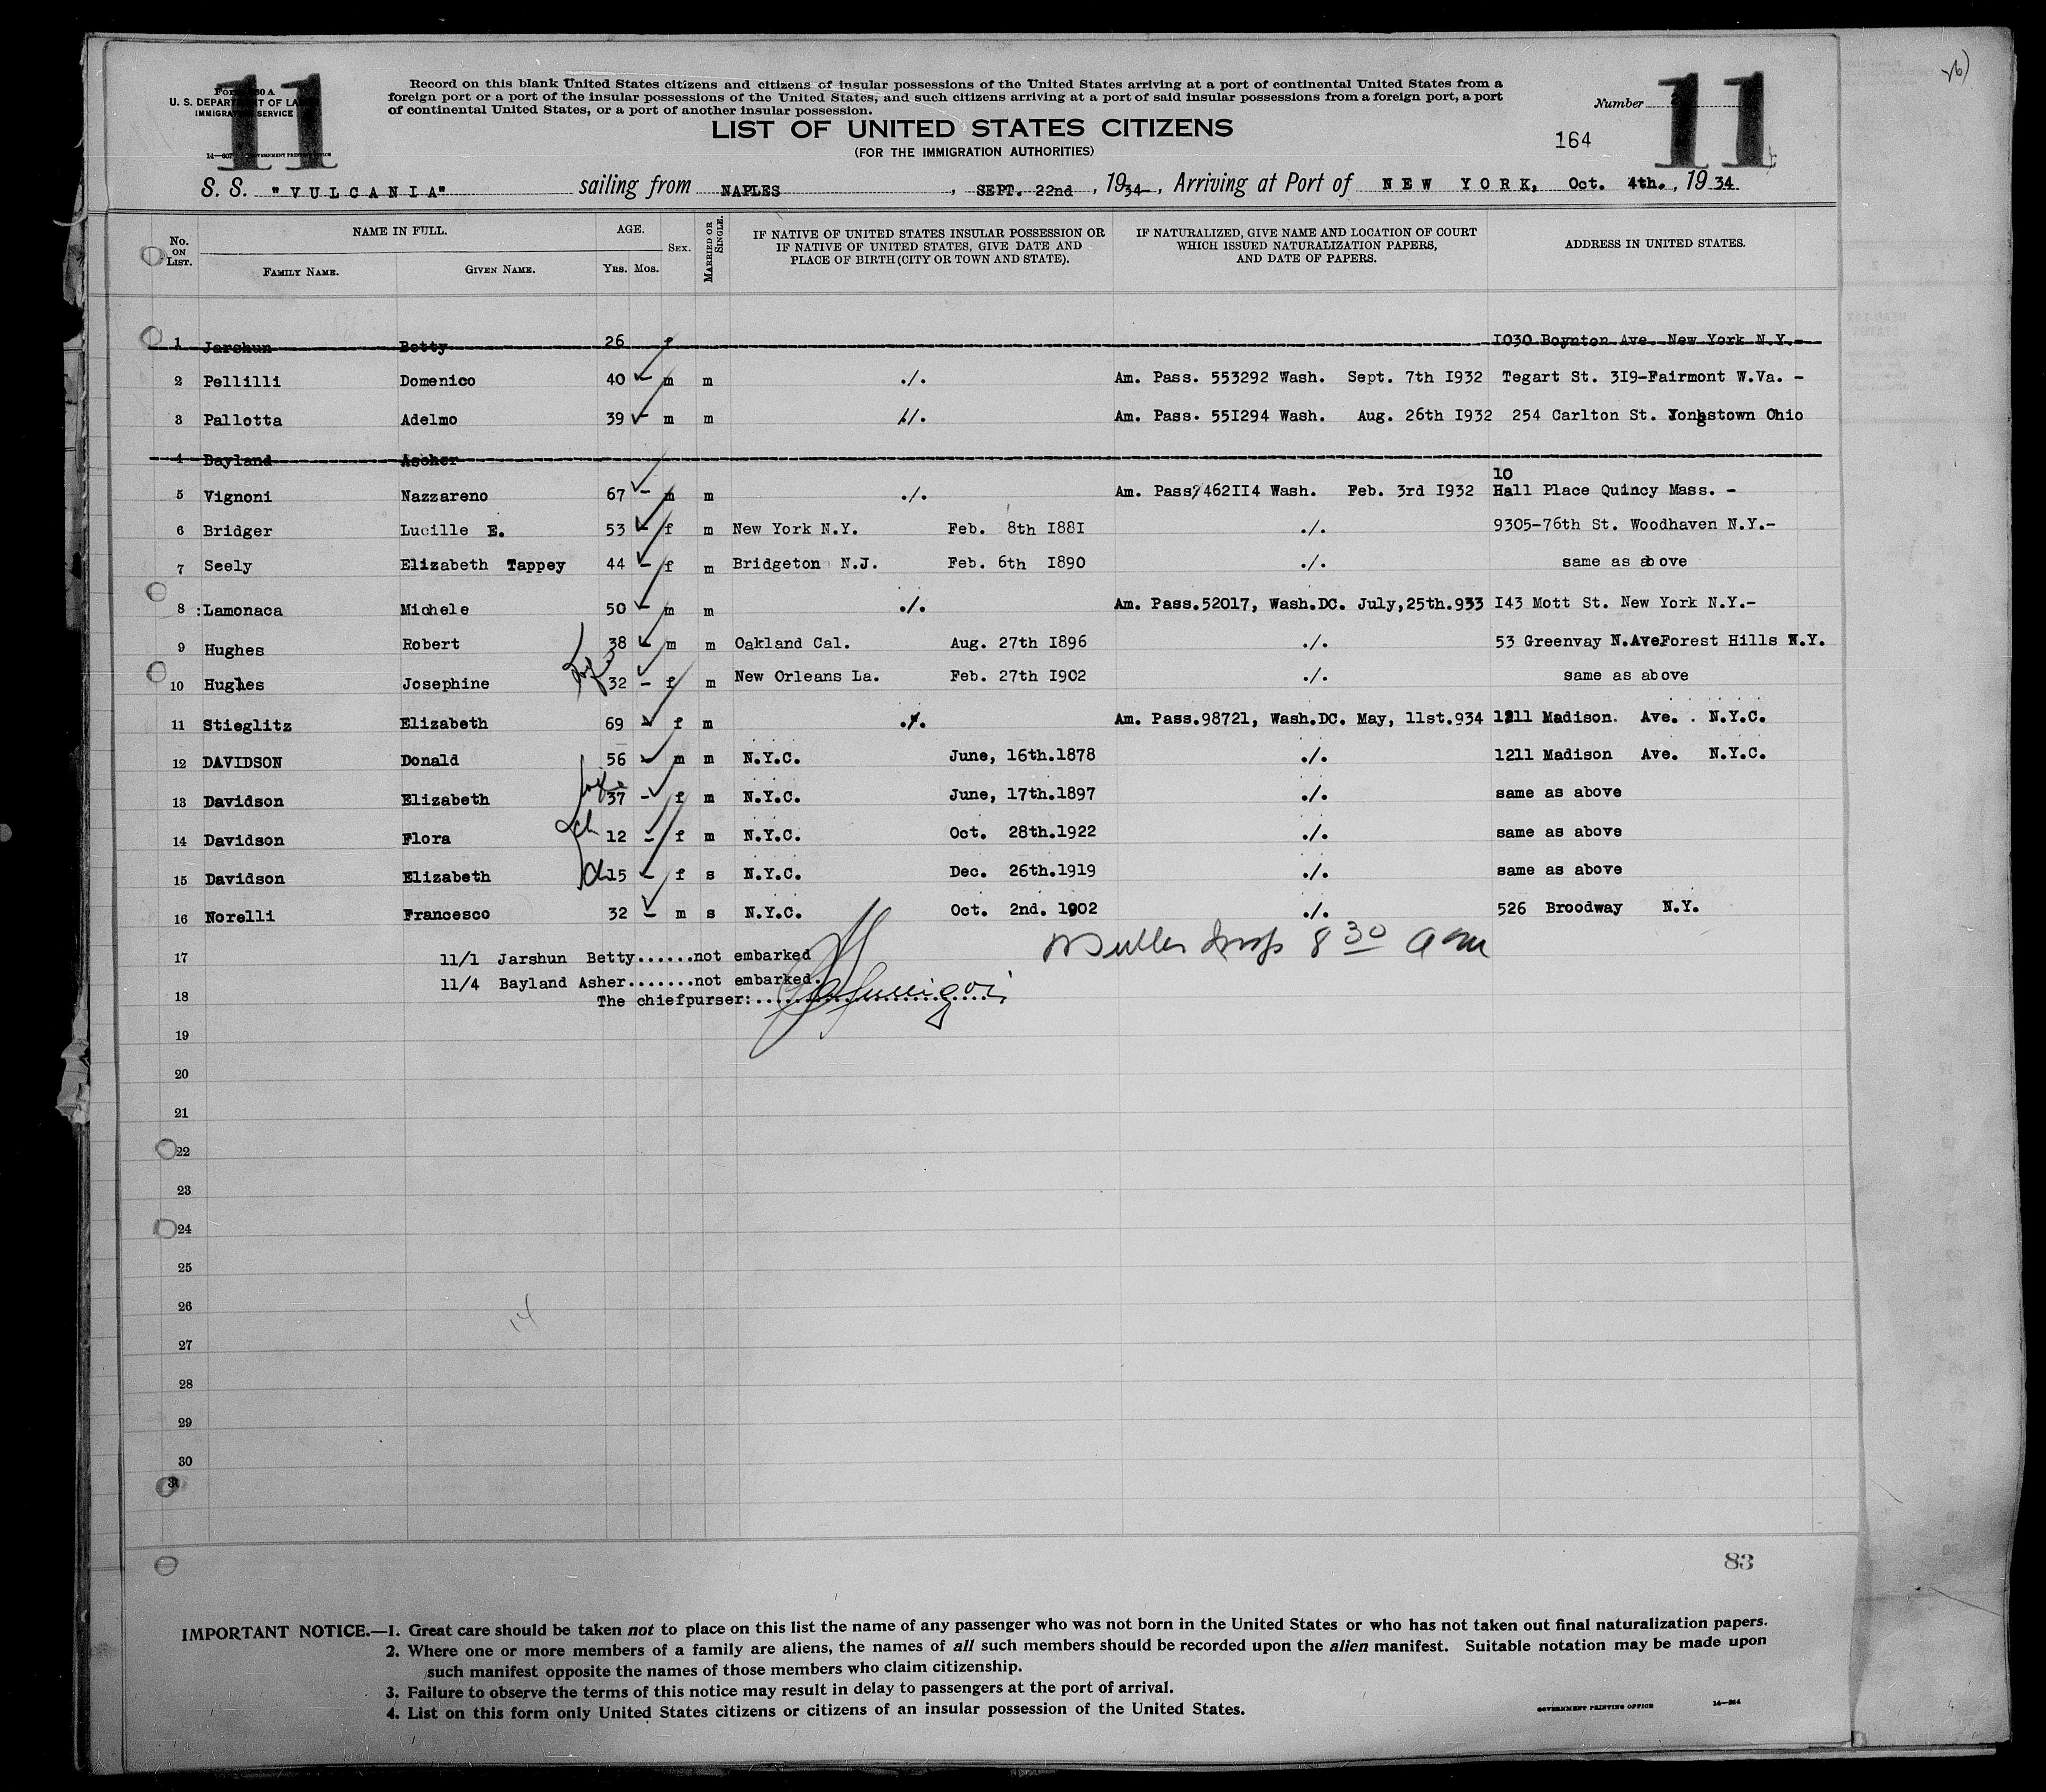 11
Form 630 A
U. S. DEPARTMENT OF LABOR
IMMIGRATION SERVICE
Record on this blank United States citizens and citizens of insular possessions of the United States arriving at a port of continental United States from a
foreign port or a port of the insular possessions of the United States, and such citizens arriving at a port of said insular possessions from a foreign port, a port
of continental United States, or a port of another insular possession.
LIST OF UNITED STATES CITIZENS
(FOR THE IMMIGRATION AUTHORITIES)
Number
11
164
S. S. "VULCANIA" sailing from NAPLES, SEPT. 22nd, 1934, Arriving at Port of NEW YORK, Oct. 4th., 1934
No. ON LIST. NAME IN FULL. FAMILY NAME. GIVEN NAME. AGE. YRS. MOS. SEX. MARRIED OR SINGLE. IF NATIVE OF UNITED STATES INSULAR POSSESSION OR IF NATIVE OF UNITED STATES, GIVE DATE AND PLACE OF BIRTH (CITY OR TOWN AND STATE). IF NATURALIZED, GIVE NAME AND LOCATION OF COURT WHICH ISSUED NATURALIZATION PAPERS, AND DATE OF PAPERS. ADDRESS IN UNITED STATES.
1 Jarshun Betty 26 f 1030 Boynton Ave. New York N.Y.-
2 Pellilli Domenico 40 - m m ./. Am. Pass. 553292 Wash. Sept. 7th 1932 Tegart St. 319-Fairmont W.Va. -
3 Pallotta Adelmo 39 - m m ./. Am. Pass. 551294 Wash. Aug. 26th 1932 254 Carlton St. Yongstown Ohio
4 Bayland Ascher
10
5 Vignoni Nazzareno 67 - m m ./. Am. Pass. 462114 Wash. Feb. 3rd 1932 Hall Place Quincy Mass. -
6 Bridger Lucille E. 53 - f m New York N.Y. Feb. 8th 1881 ./. 9305-76th St. Woodhaven N.Y.-
7 Seely Elizabeth Tappey 44 - f m Bridgeton N.J. Feb. 6th 1890 ./. same as above
8 :Lamonaca Michele 50 - m m ./. Am. Pass.52017, Wash.DC. July,25th.933 143 Mott St. New York N.Y.-
9 Hughes Robert 38 - m m Oakland Cal. Aug. 27th 1896 ./. 53 Greenvay N.AveForest Hills N.Y.
10 Hughes Josephine 32 - f m New Orleans La. Feb. 27th 1902 ./. same as above
11 Stieglitz Elizabeth 69 - f m ./. Am. Pass.98721, Wash.DC. May, 11st.934 1211 Madison. Ave. . N.Y.C.
12 DAVIDSON Donald 56 - m m N.Y.C. June, 16th.1878 ./. 1211 Madison Ave. N.Y.C.
13 Davidson Elizabeth 37 - f m N.Y.C. June, 17th.1897 ./. same as above
14 Davidson Flora 12 - f m N.Y.C. Oct. 28th.1922 ./. same as above
15 Davidson Elizabeth 15 - f s N.Y.C. Dec. 26th.1919 ./. same as above
16 Norelli Francesco 32 - m s N.Y.C. Oct. 2nd. 1902 ./. 526 Broodway N.Y.
8 30 am
17 11/1 Jarshun Betty......not embarked
11/4 Bayland Asher.......not embarked.
18 The chiefpurser:
19
20
21
22
23
24
25
26
14
27
28
29
30
83
IMPORTANT NOTICE.—1. Great care should be taken not to place on this list the name of any passenger who was not born in the United States or who has not taken out final naturalization papers.
2. Where one or more members of a family are aliens, the names of all such members should be recorded upon the alien manifest. Suitable notation may be made upon
such manifest opposite the names of those members who claim citizenship.
3. Failure to observe the terms of this notice may result in delay to passengers at the port of arrival.
4. List on this form only United States citizens or citizens of an insular possession of the United States.
GOVERNMENT PRINTING OFFICE 14—214